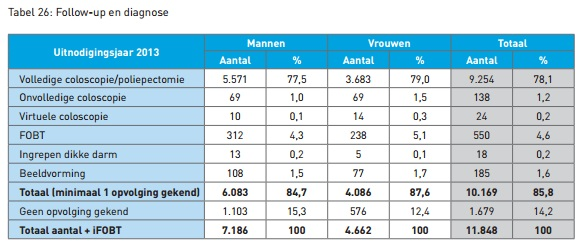 Tabel 26: Follow-up en diagnose
Uitnodigingsjaar 2013 Mannen Vrouwen Totaal
Aantal % Aantal % Aantal %
Volledige coloscopie/poliepectomie 5.571 77,5 3.683 79,0 9.254 78,1
Onvolledige coloscopie 69 1,0 69 1,5 138 1,2
Virtuele coloscopie 10 0,1 14 0,3 24 0,2
FOBT 312 4,3 238 5,1 550 4,6
Ingrepen dikke darm 13 0,2 5 0,1 18 0,2
Beeldvorming 108 1,5 77 1,7 185 1,6
Totaal (minimaal 1 opvolging gekend) 6.083 84,7 4.086 87,6 10.169 85,8
Geen opvolging gekend 1.103 15,3 576 12,4 1.679 14,2
Totaal aantal + iFOBT 7.186 100 4.662 100 11.848 100